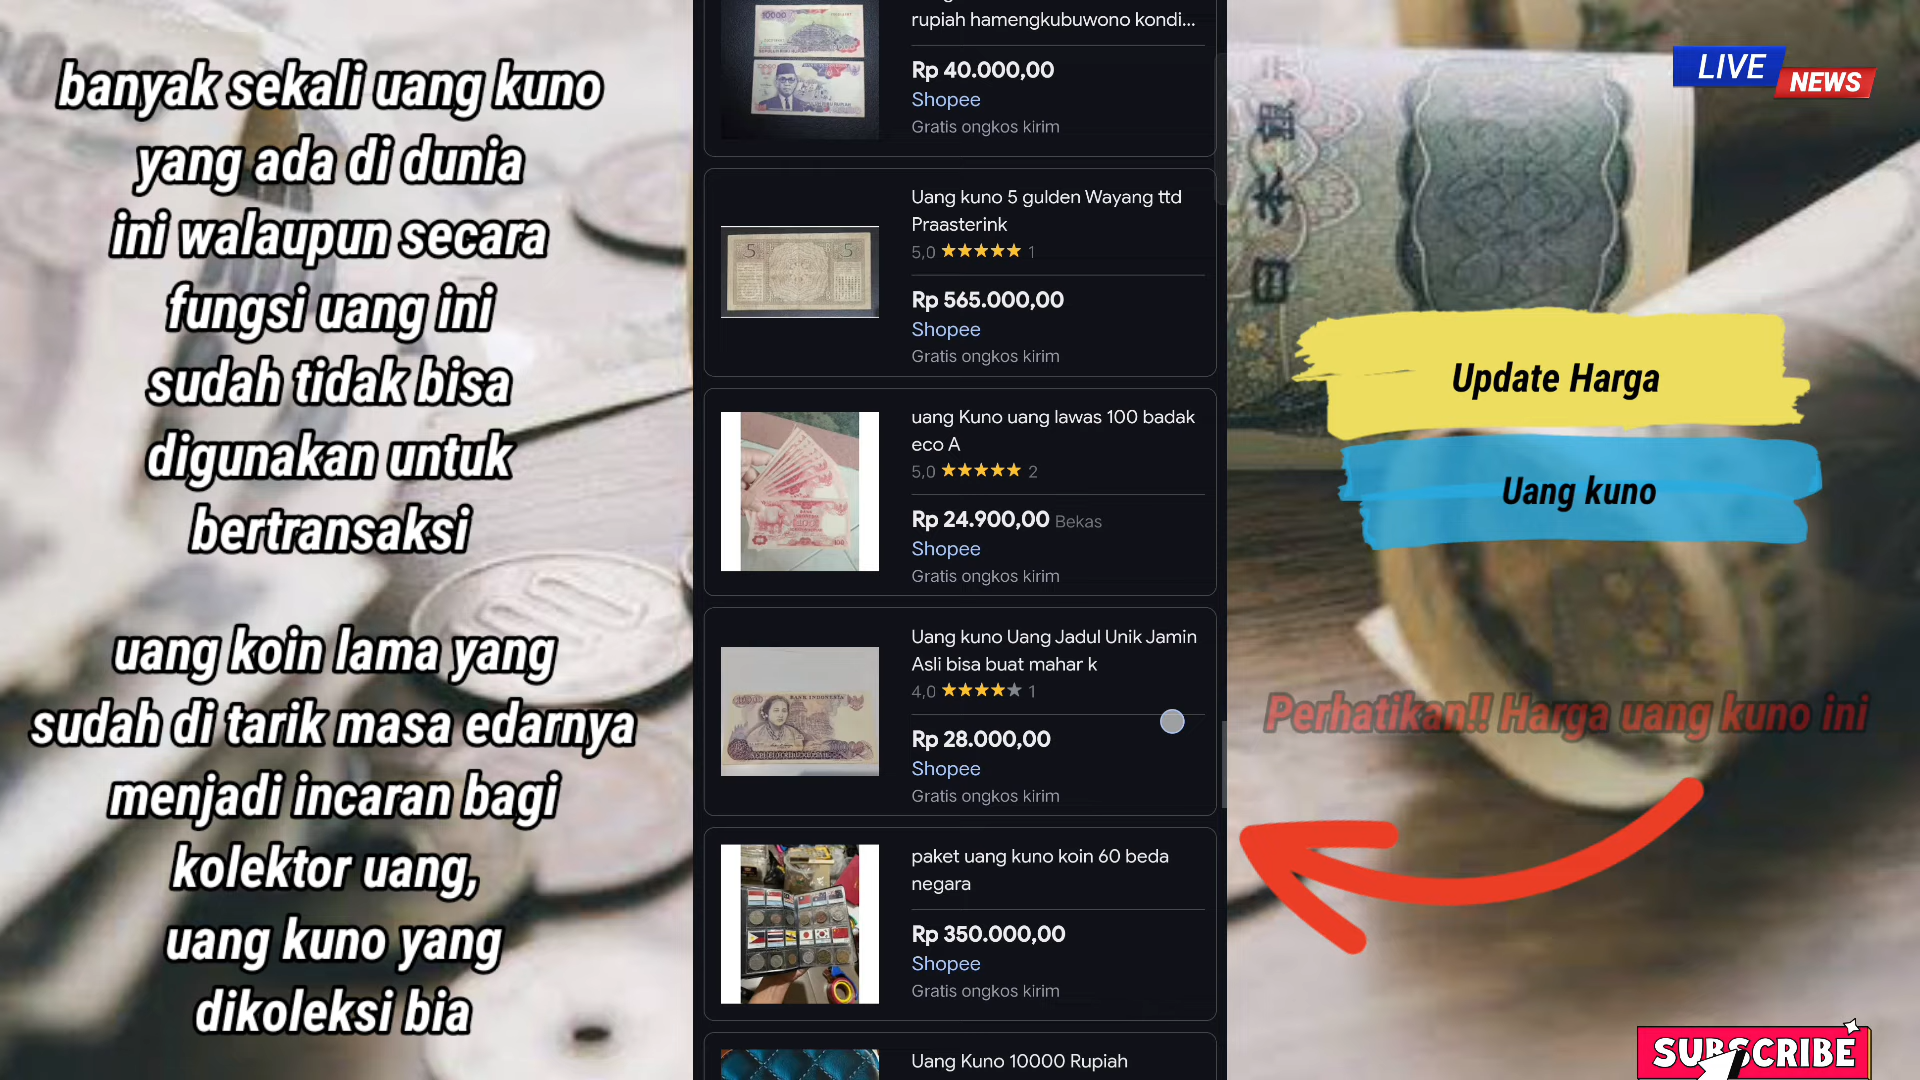 banyak sekali uang kuno
yang ada di dunia
ini walaupun secara
fungsi uang ini
sudah tidak bisa
digunakan untuk
bertransaksi
uang koin lama yang
sudah di tarik masa edarnya
menjadi incaran bagi
kolektor uang,
uang kuno yang
dikoleksi bia
rupiah hamengkubuwono kondi...
Rp 40.000,00
Shopee
Gratis ongkos kirim
Uang kuno 5 gulden Wayang ttd
Praasterink
5,0 ★★★★★ 1
Rp 565.000,00
Shopee
Gratis ongkos kirim
uang Kuno uang lawas 100 badak
eco A
5,0 ★★★★★ 2
Rp 24.900,00 Bekas
Shopee
Gratis ongkos kirim
Uang kuno Uang Jadul Unik Jamin
Asli bisa buat mahar k
4,0 ★★★★★ 1
Rp 28.000,00
Shopee
Gratis ongkos kirim
paket uang kuno koin 60 beda
negara
Rp 350.000,00
Shopee
Gratis ongkos kirim
Uang Kuno 10000 Rupiah
LIVE
NEWS
Update Harga
Uang kuno
Perhatikan!! Harga uang kuno ini
SUBSCRIBE